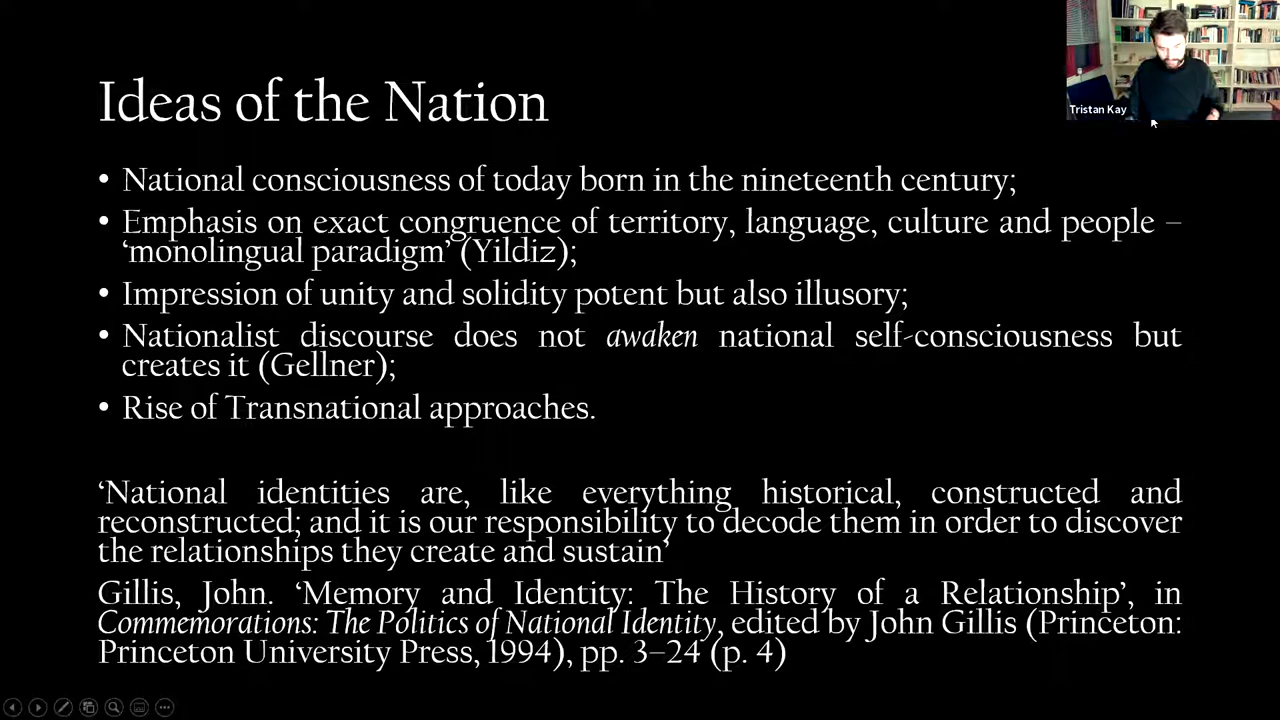 Tristan Kay
Ideas of the Nation
• National consciousness of today born in the nineteenth century;
• Emphasis on exact congruence of territory, language, culture and people –
‘monolingual paradigm’ (Yildiz);
• Impression of unity and solidity potent but also illusory;
• Nationalist discourse does not awaken national self-consciousness but
creates it (Gellner);
• Rise of Transnational approaches.
‘National identities are, like everything historical, constructed and
reconstructed; and it is our responsibility to decode them in order to discover
the relationships they create and sustain’
Gillis, John. ‘Memory and Identity: The History of a Relationship’, in
Commemorations: The Politics of National Identity, edited by John Gillis (Princeton:
Princeton University Press, 1994), pp. 3–24 (p. 4)